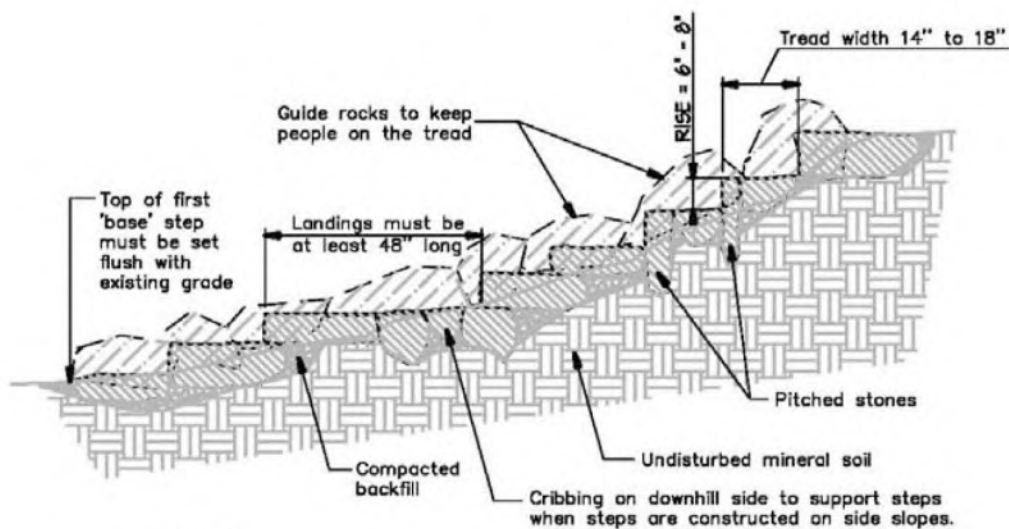 Tread width 14" to 18"
RISE = 6" - 8"
Guide rocks to keep
people on the tread
Top of first
'base' step
must be set
flush with
existing grade
Landings must be
at least 48" long
Pitched stones
Undisturbed mineral soil
Compacted
backfill
Cribbing on downhill side to support steps
when steps are constructed on side slopes.